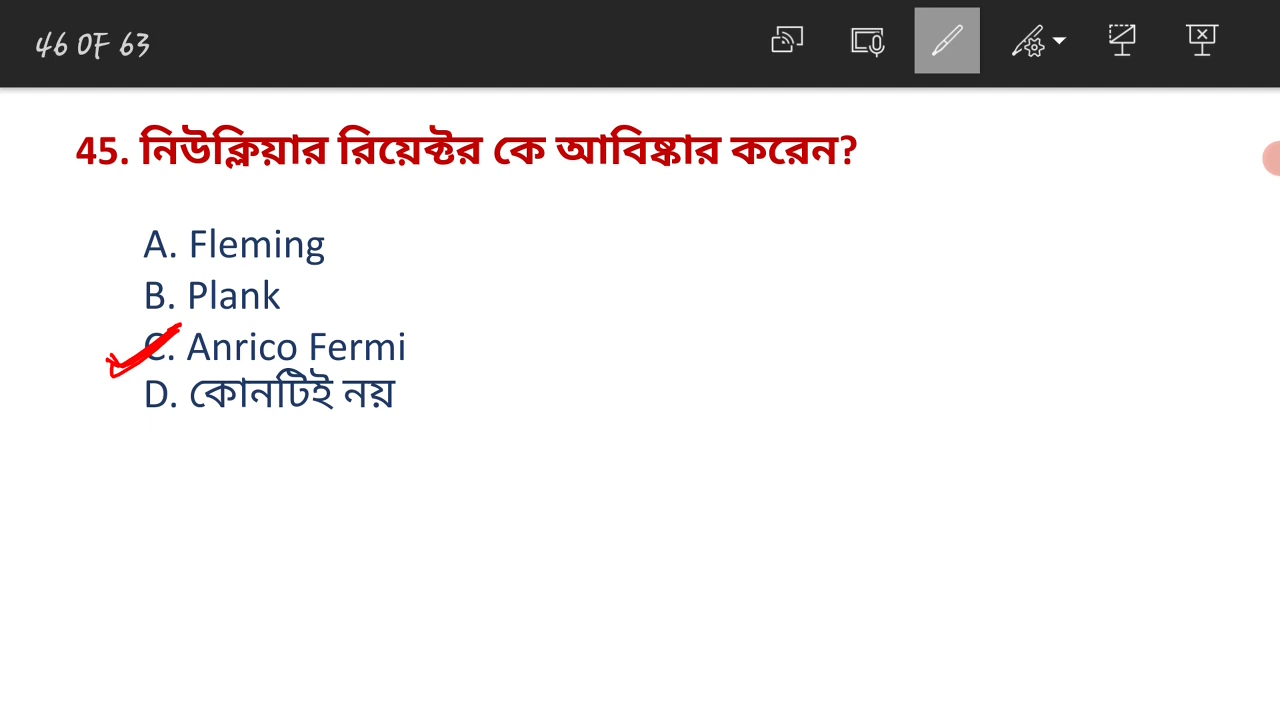 46 OF 63
45. নিউক্লিয়ার রিয়েক্টর কে আবিষ্কার করেন?
A. Fleming
B. Plank
C. Anrico Fermi
D. কোনটিই নয়